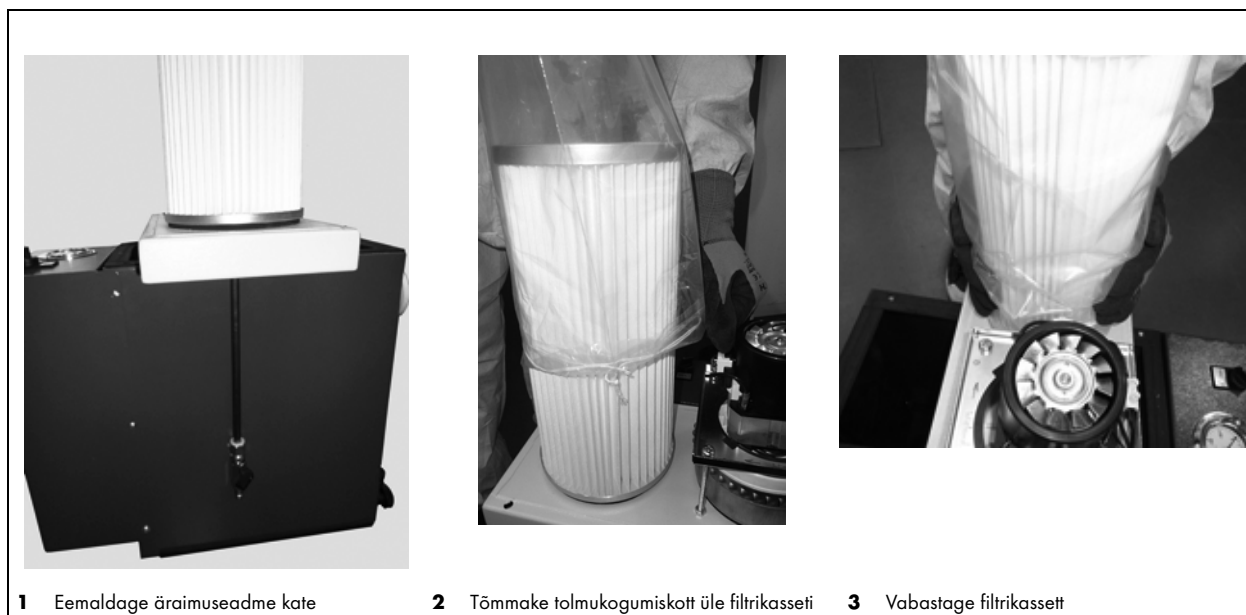 1 Eemaldage äraimuseadme kate
2 Tõmmake tolmukogumiskott üle filtrikasseti
3 Vabastage filtrikassett